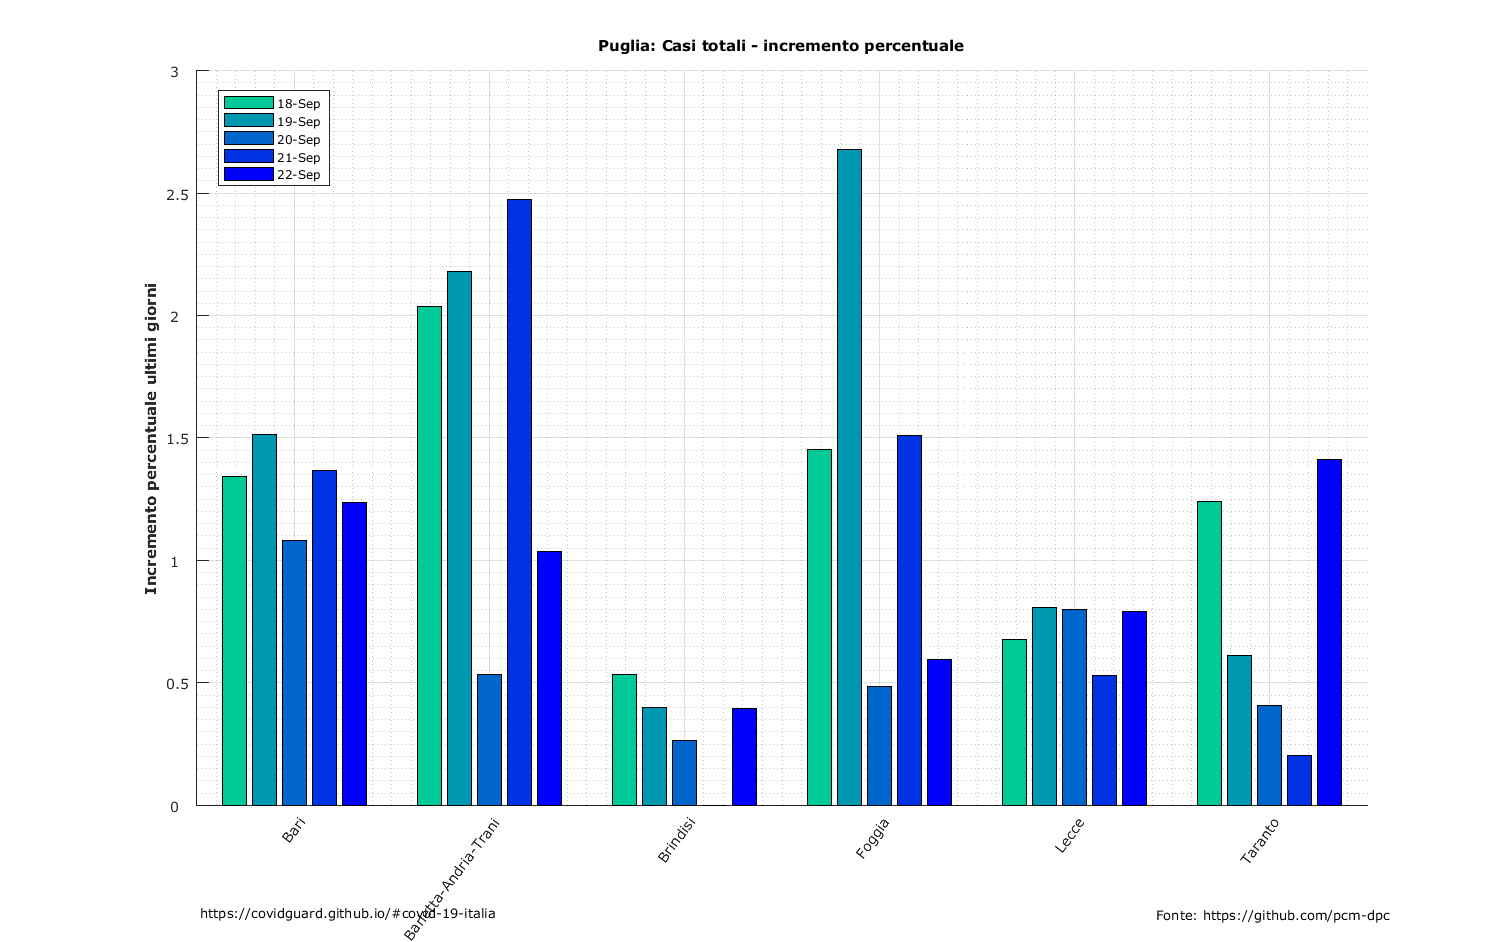 Puglia: Casi totali - incremento percentuale
3
2.5
2
1.5
1
0.5
0
Incremento percentuale ultimi giorni
18-Sep
19-Sep
20-Sep
21-Sep
22-Sep
Bari
Barletta-Andria-Trani
Brindisi
Foggia
Lecce
Taranto
https://covidguard.github.io/#covid-19-italia
Fonte: https://github.com/pcm-dpc